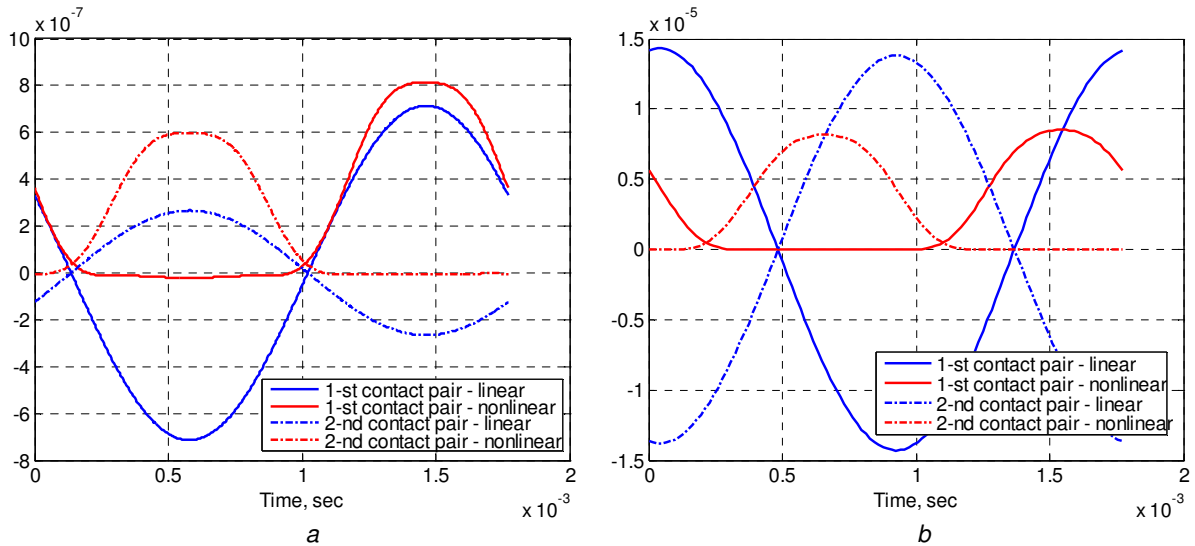 x 10-7
10
8
6
4
2
0
-2
-4
-6
-8
0
0.5
1
1.5
2
Time, sec
x 10-3
1-st contact pair - linear
1-st contact pair - nonlinear
2-nd contact pair - linear
2-nd contact pair - nonlinear
a
x 10-5
1.5
1
0.5
0
-0.5
-1
-1.5
0
0.5
1
1.5
2
Time, sec
x 10-3
1-st contact pair - linear
1-st contact pair - nonlinear
2-nd contact pair - linear
2-nd contact pair - nonlinear
b